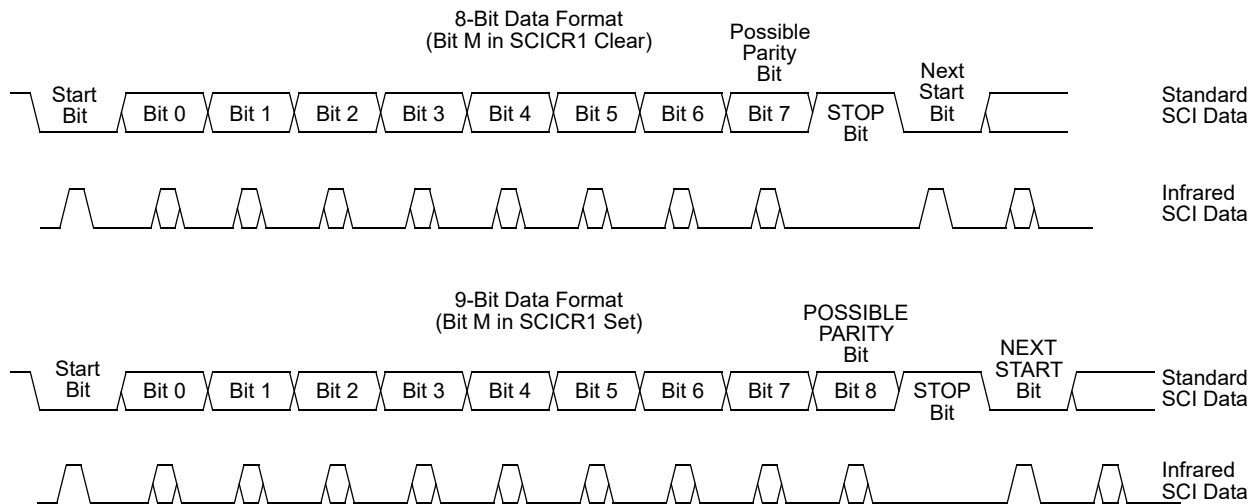 8-Bit Data Format
(Bit M in SCICR1 Clear)
Possible
Parity
Bit
Start
Bit
Bit 0
Bit 1
Bit 2
Bit 3
Bit 4
Bit 5
Bit 6
Bit 7
STOP
Bit
Next
Start
Bit
Standard
SCI Data
Infrared
SCI Data
9-Bit Data Format
(Bit M in SCICR1 Set)
POSSIBLE
PARITY
Bit
Start
Bit
Bit 0
Bit 1
Bit 2
Bit 3
Bit 4
Bit 5
Bit 6
Bit 7
Bit 8
STOP
Bit
NEXT
START
Bit
Standard
SCI Data
Infrared
SCI Data